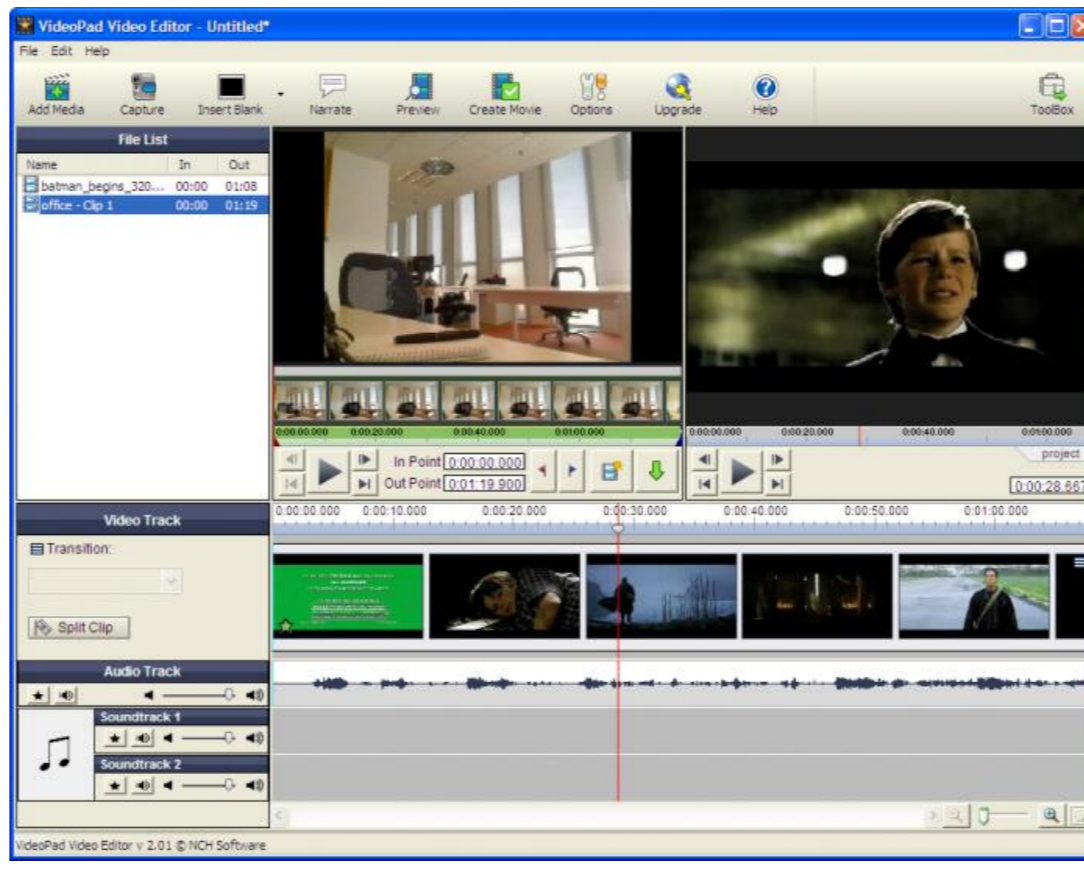 VideoPad Video Editor - Untitled*
File Edit Help
Add Media Capture Insert Blank Narrate Preview Create Movie Options Upgrade Help ToolBox
File List
Name In Out
batman_begins_320... 00:00 01:08
office - Clip 1 00:00 01:19
0:00:00.000 0:00:20.000 0:00:40.000 0:01:00.000
0:00:00.000 0:00:20.000 0:00:40.000 0:01:00.000
In Point 0:00:00.000
Out Point 0:01:19.900
project
0:00:28.667
Video Track
0:00:00.000 0:00:10.000 0:00:20.000 0:00:30.000 0:00:40.000 0:00:50.000 0:01:00.000
Transition:
Split Clip
Audio Track
Soundtrack 1
Soundtrack 2
VideoPad Video Editor v 2.01 © NCH Software